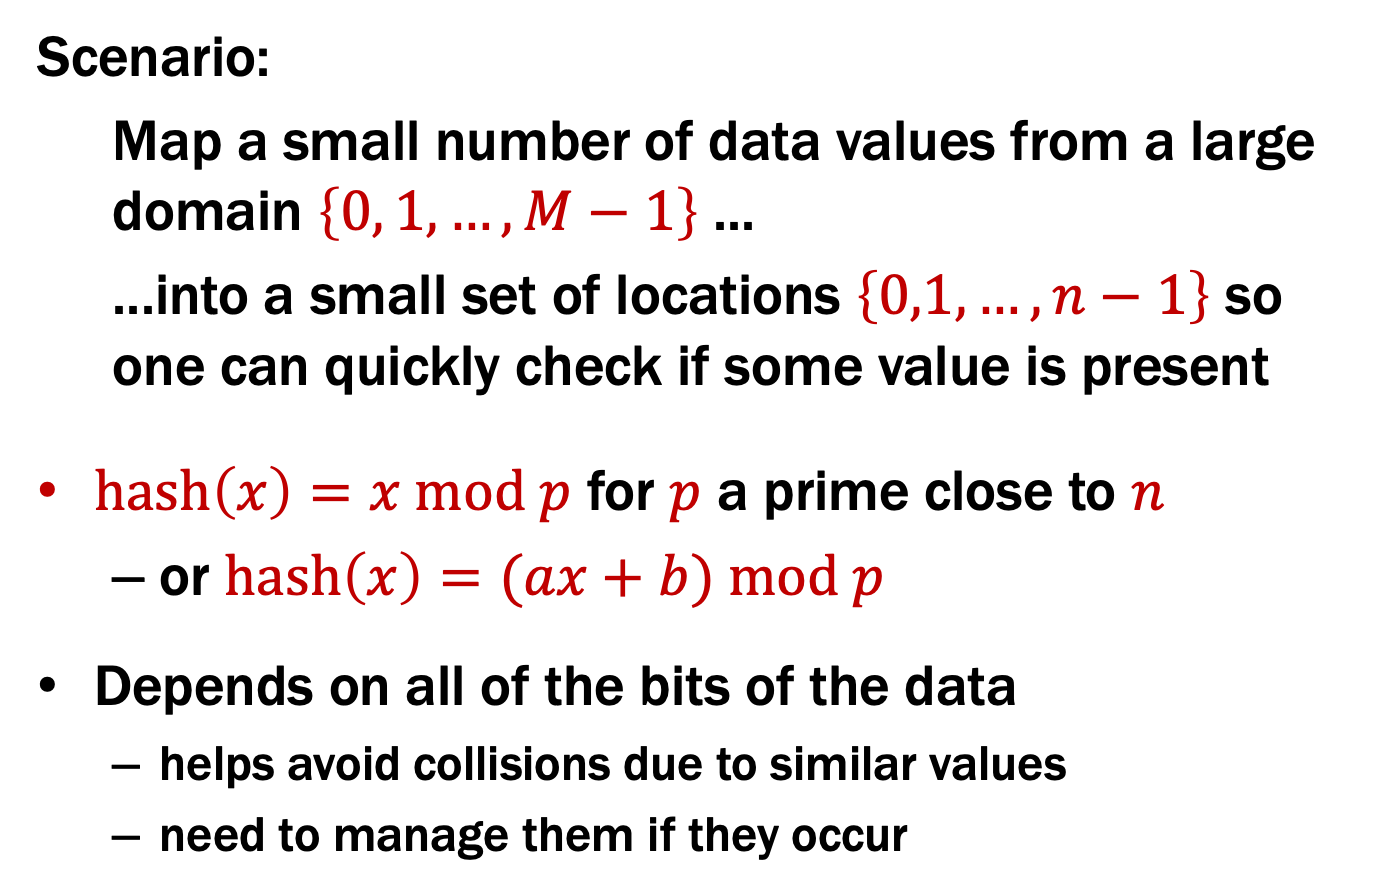 Scenario:
Map a small number of data values from a large
domain {0, 1, … , M − 1} ...
...into a small set of locations {0,1, … , n − 1} so
one can quickly check if some value is present
• hash(x) = x mod p for p a prime close to n
– or hash(x) = (ax + b) mod p
• Depends on all of the bits of the data
– helps avoid collisions due to similar values
– need to manage them if they occur